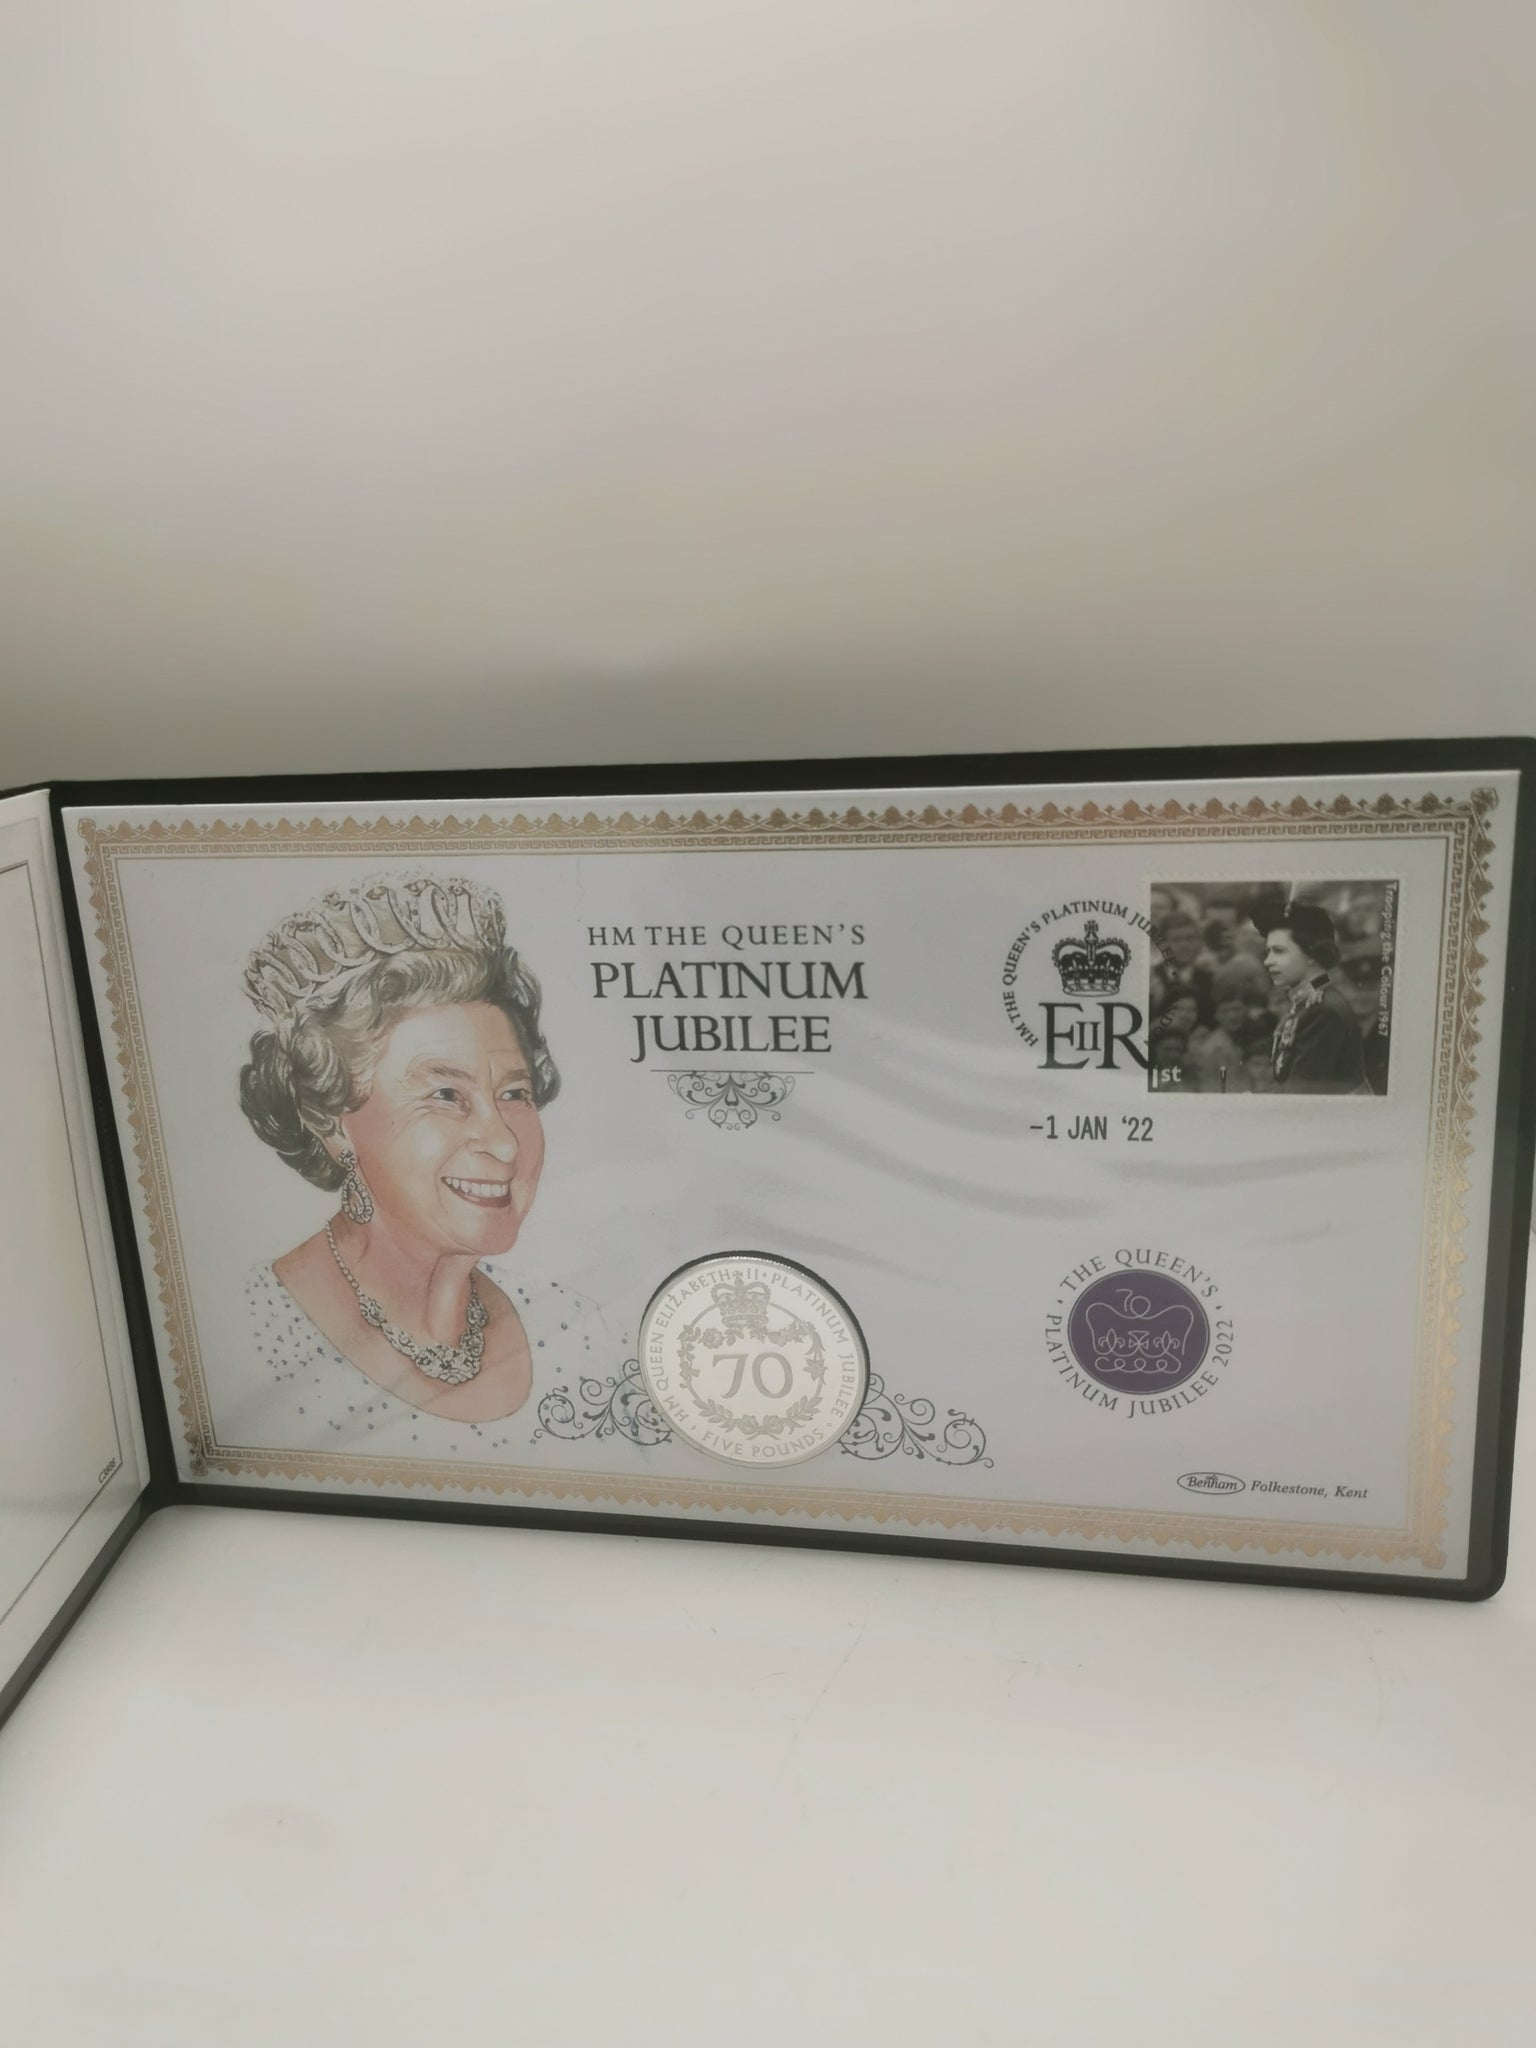 HM THE QUEEN'S
PLATINUM
JUBILEE
HM THE QUEEN'S PLATINUM JUBILEE
EIIR
-1 JAN '22
Trooping the Colour 1967
1st
HM QUEEN ELIZABETH II • PLATINUM JUBILEE •
70
• FIVE POUNDS •
• THE QUEEN'S •
70
PLATINUM JUBILEE 2022
Benham Folkestone, Kent